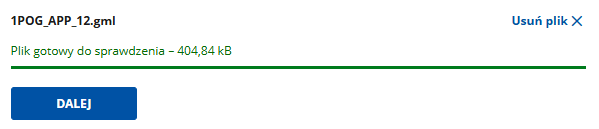 1POG_APP_12.gml
Usuń plik
Plik gotowy do sprawdzenia – 404,84 kB
DALEJ